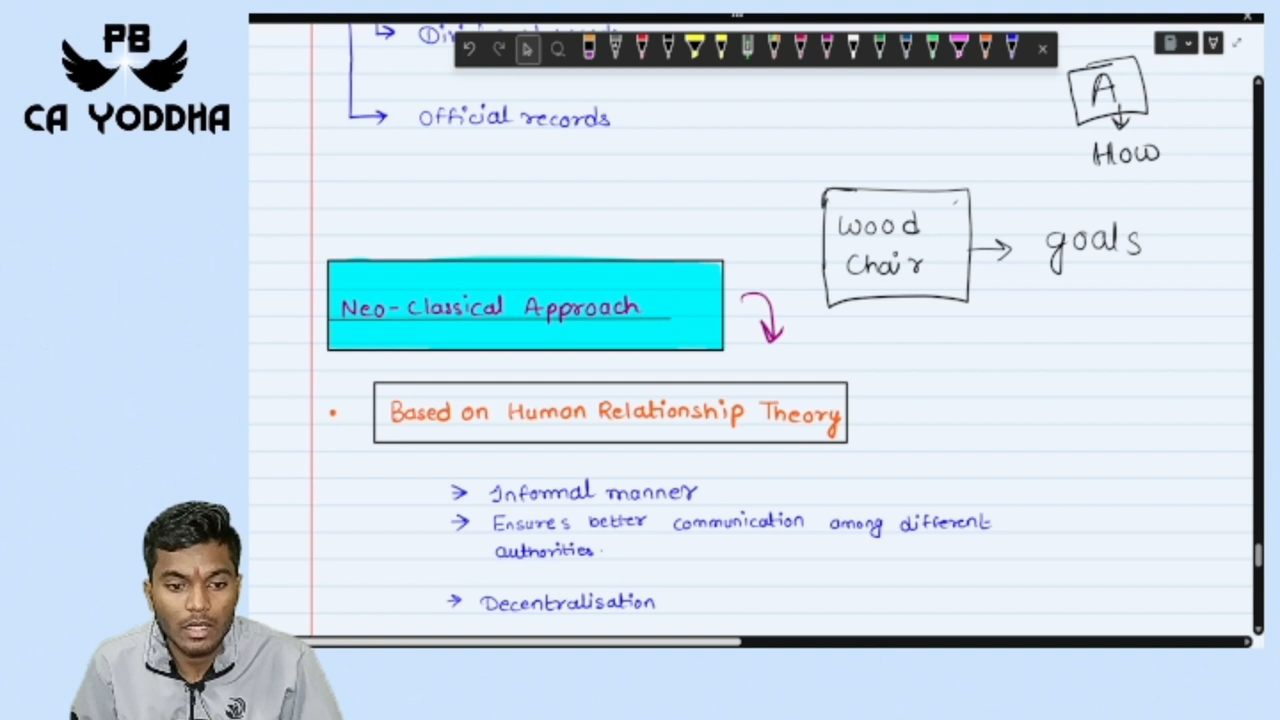 PB
CA YODDHA
Official records
A
How
Wood
Chair
goals
Neo-Classical Approach
• Based on Human Relationship Theory
→ Informal manner
→ Ensures better communication among different
authorities.
→ Decentralisation